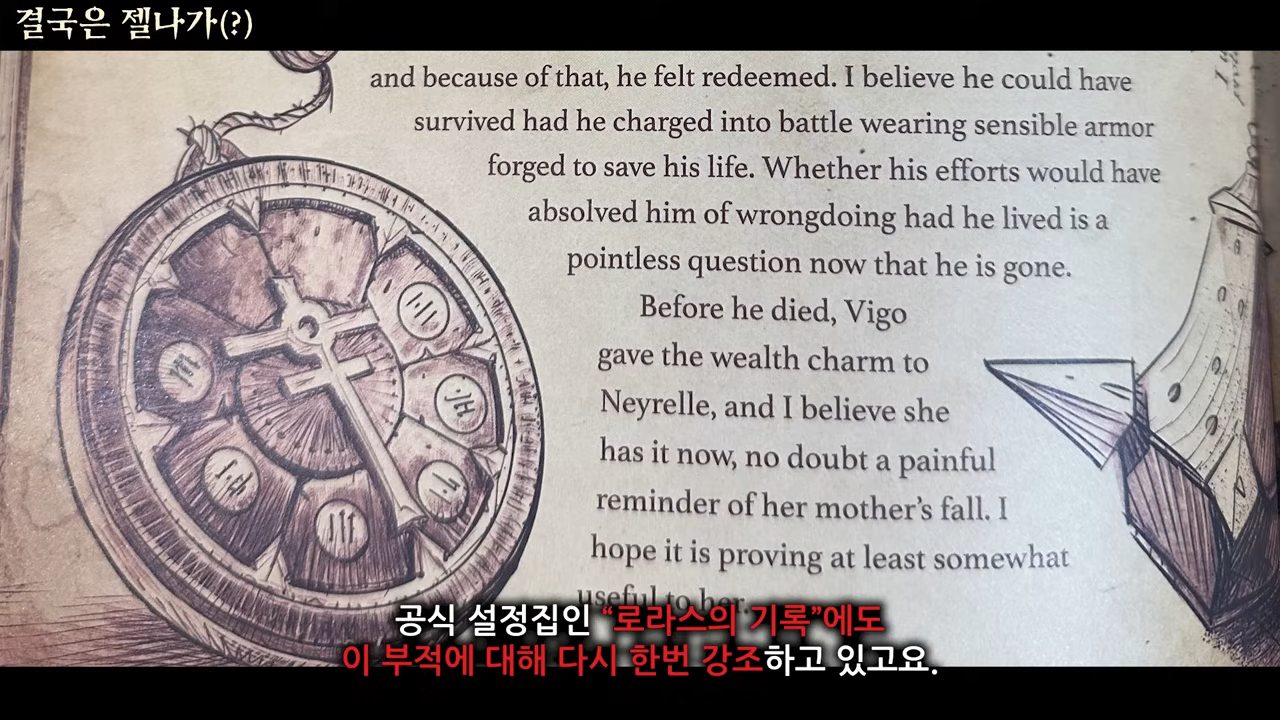 결국은 젤나가(?)
and because of that, he felt redeemed. I believe he could have
survived had he charged into battle wearing sensible armor
forged to save his life. Whether his efforts would have
absolved him of wrongdoing had he lived is a
pointless question now that he is gone.
Before he died, Vigo
gave the wealth charm to
Neyrelle, and I believe she
has it now, no doubt a painful
reminder of her mother’s fall. I
hope it is proving at least somewhat
useful to her.
공식 설정집인 “로라스의 기록”에도
이 부적에 대해 다시 한번 강조하고 있고요.